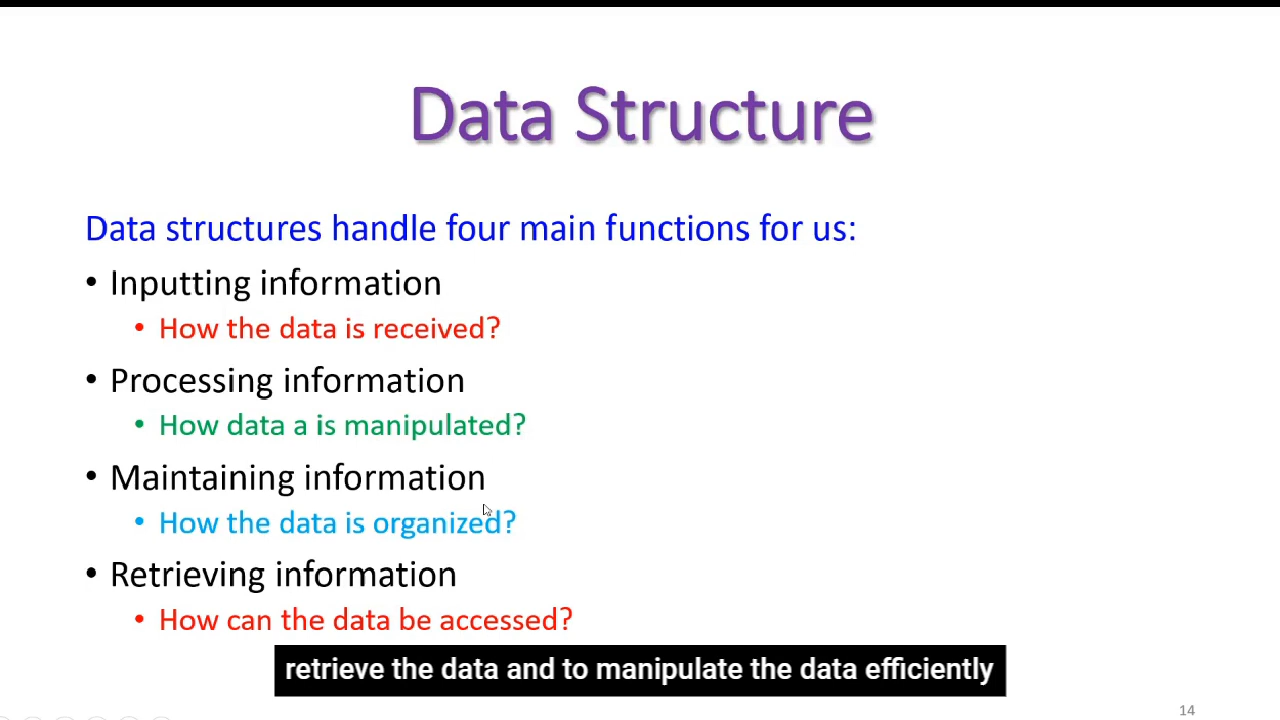 Data Structure
Data structures handle four main functions for us:
• Inputting information
• How the data is received?
• Processing information
• How data a is manipulated?
• Maintaining information
• How the data is organized?
• Retrieving information
• How can the data be accessed?
retrieve the data and to manipulate the data efficiently
14